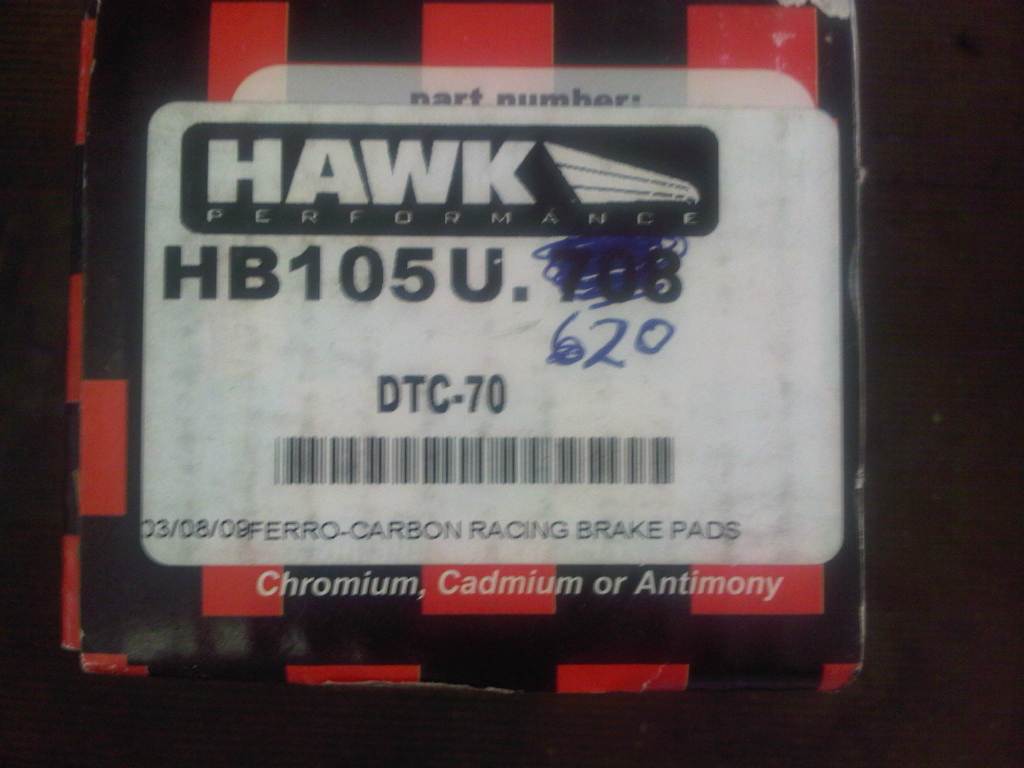 part number:
HAWK
PERFORMANCE
HB105U.708
620
DTC-70
03/08/09FERRO-CARBON RACING BRAKE PADS
Chromium, Cadmium or Antimony